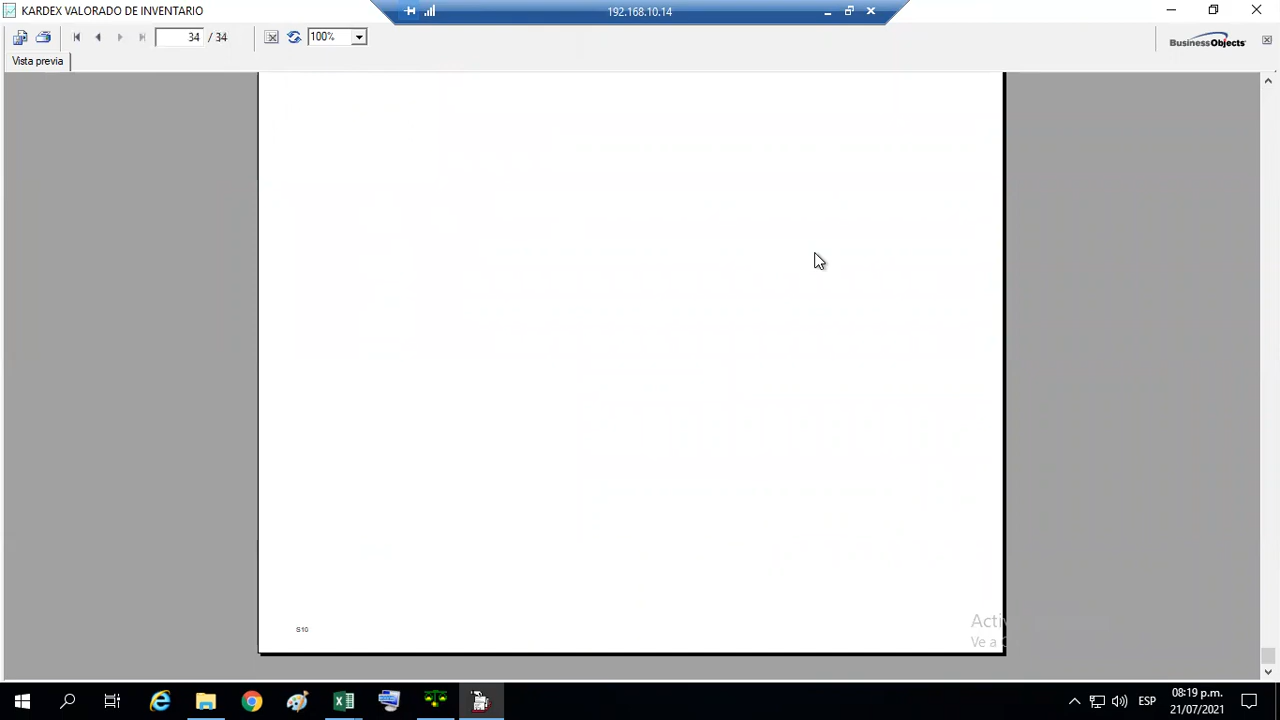 KARDEX VALORADO DE INVENTARIO
192.168.10.14
34 / 34
100%
BusinessObjects
Vista previa
S10
Acti
Ve a C
ESP
08:19 p.m.
21/07/2021